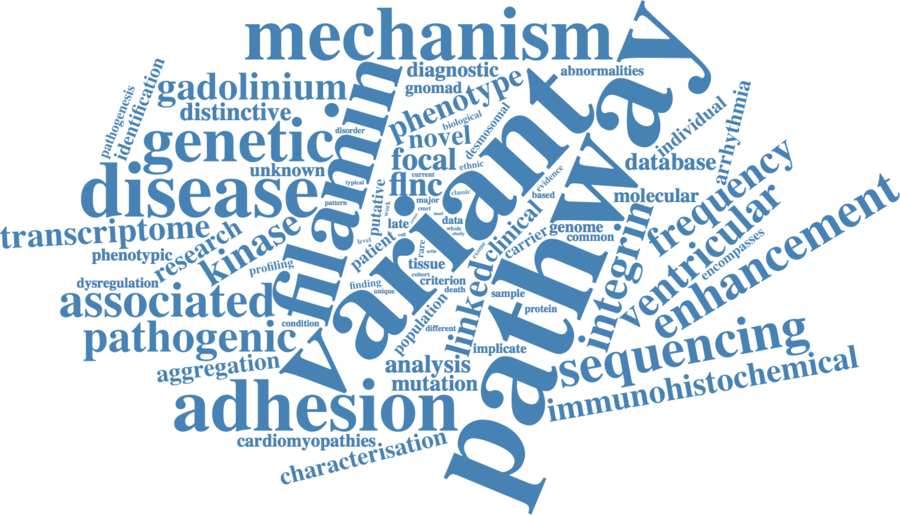 mechanism
pathway
variant
filamin
gadolinium
distinctive
genetic
unknown
disorder
disease
transcriptome
phenotypic
research
kinase
profiling
dysregulation
associated
condition
pathogenic
aggregation
adhesion
cardiomyopathies
characterisation
pathogenesis
identification
diagnostic
gnomad
phenotype
abnormalities
biological
desmosomal
novel
focal
ethnic
current
flnc
classic
evidence
based
typical
pattern
putative
work
major
late
data
whole
study
level
patient
rare
tissue
cohort
criterion
death
finding
unique
population
different
clinical
carrier
linked
sample
protein
implicate
analysis
mutation
individual
arrhythmia
database
molecular
genome
common
integrin
frequency
ventricular
encompasses
enhancement
sequencing
immunohistochemical